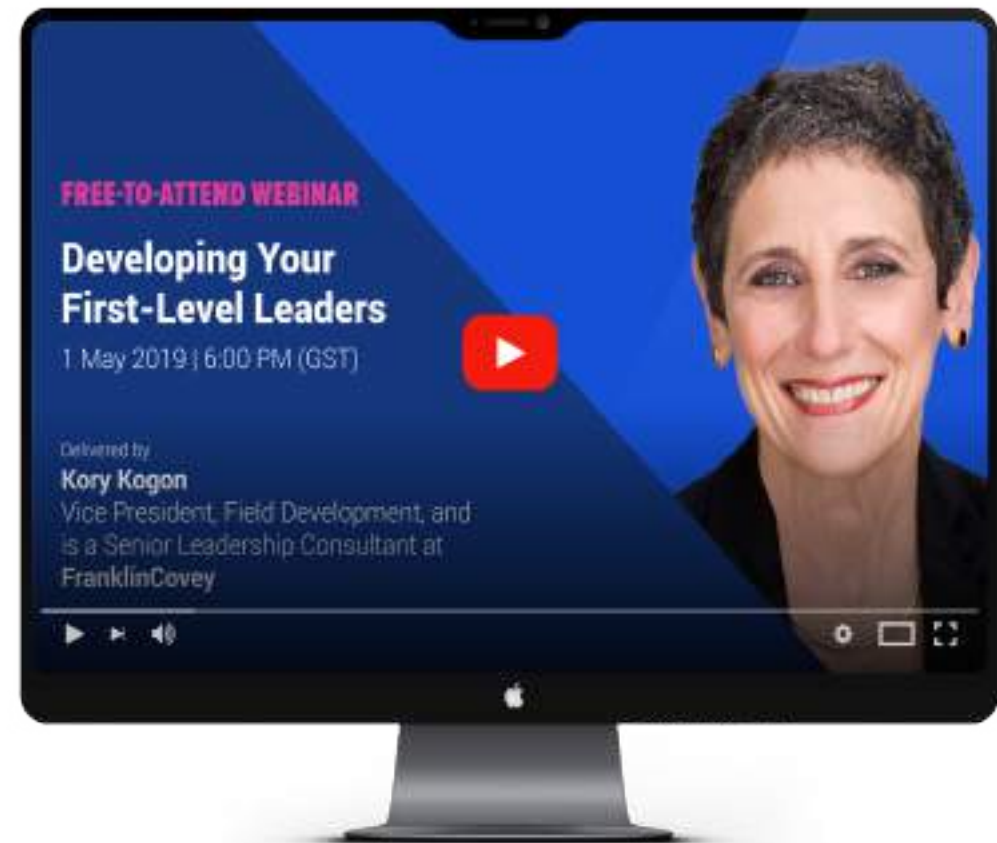 FREE-TO-ATTEND WEBINAR
Developing Your
First-Level Leaders
1 May 2019 | 6:00 PM (GST)
Delivered by
Kory Kogon
Vice President, Field Development, and
is a Senior Leadership Consultant at
FranklinCovey